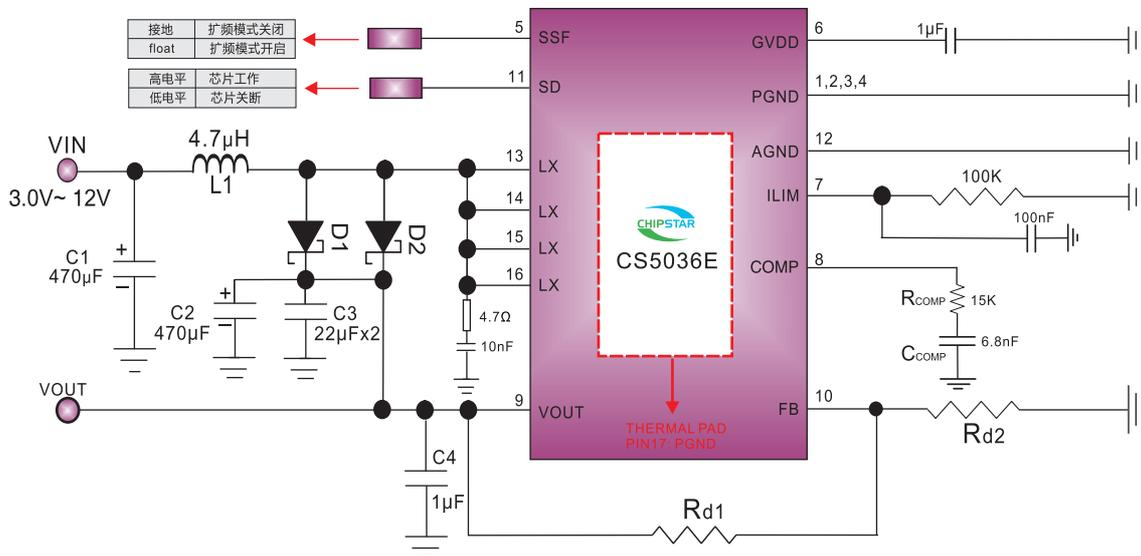 接地 扩频模式关闭
float 扩频模式开启
高电平 芯片工作
低电平 芯片关断
5 SSF
11 SD
VIN
3.0V~ 12V
4.7μH
L1
13 LX
14 LX
15 LX
16 LX
D1
D2
C1
470μF
+
−
C2
470μF
+
−
C3
22μFx2
4.7Ω
10nF
VOUT
9 VOUT
C4
1μF
CHIPSTAR
CS5036E
THERMAL PAD
PIN17: PGND
6 GVDD
1μF
1,2,3,4 PGND
12 AGND
7 ILIM
100K
100nF
8 COMP
RCOMP 15K
CCOMP 6.8nF
10 FB
Rd2
Rd1